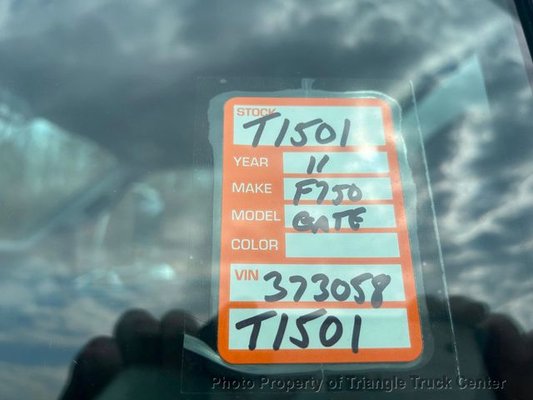 STOCK
T1501
YEAR 11
MAKE F750
MODEL GATE
COLOR
VIN 373058
T1501
Photo Property of Triangle Truck Center